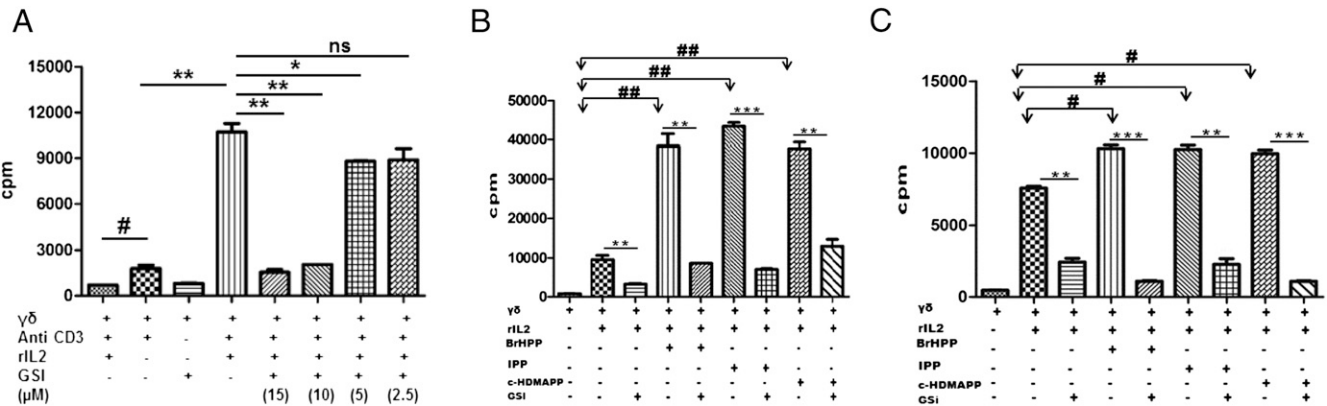 A
ns
*
**
**
**
#
15000
12000
9000
6000
3000
0
cpm
γδ + + + + + + + +
Anti CD3 + + - + + + + +
rIL2 + - - + + + + +
GSI - - + - + + + +
(μM) (15) (10) (5) (2.5)
B
##
##
##
** *** **
**
50000
40000
30000
20000
10000
0
cpm
γδ + + + + + + + + +
rIL2 - + + + + + + + +
BrHPP - - - + + - - - -
IPP - - - - - + + - -
c-HDMAPP - - - - - - - + +
GSI - - + - + - + - +
C
#
#
#
*** ** ***
**
15000
10000
5000
0
cpm
γδ + + + + + + + + +
rIL2 - + + + + + + + +
BrHPP - - - + + - - - -
IPP - - - - - + + - -
c-HDMAPP - - - - - - - + +
GSi - - + - + - + - +